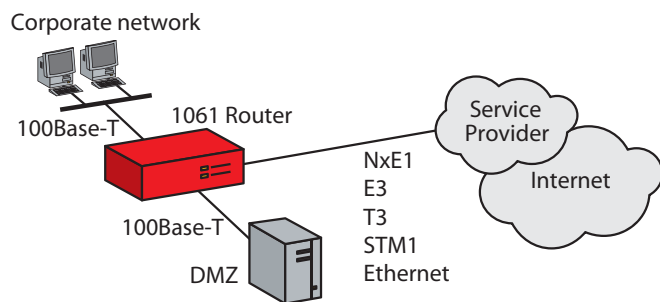 Corporate network
100Base-T
1061 Router
Service
Provider
Internet
NxE1
E3
T3
STM1
Ethernet
100Base-T
DMZ